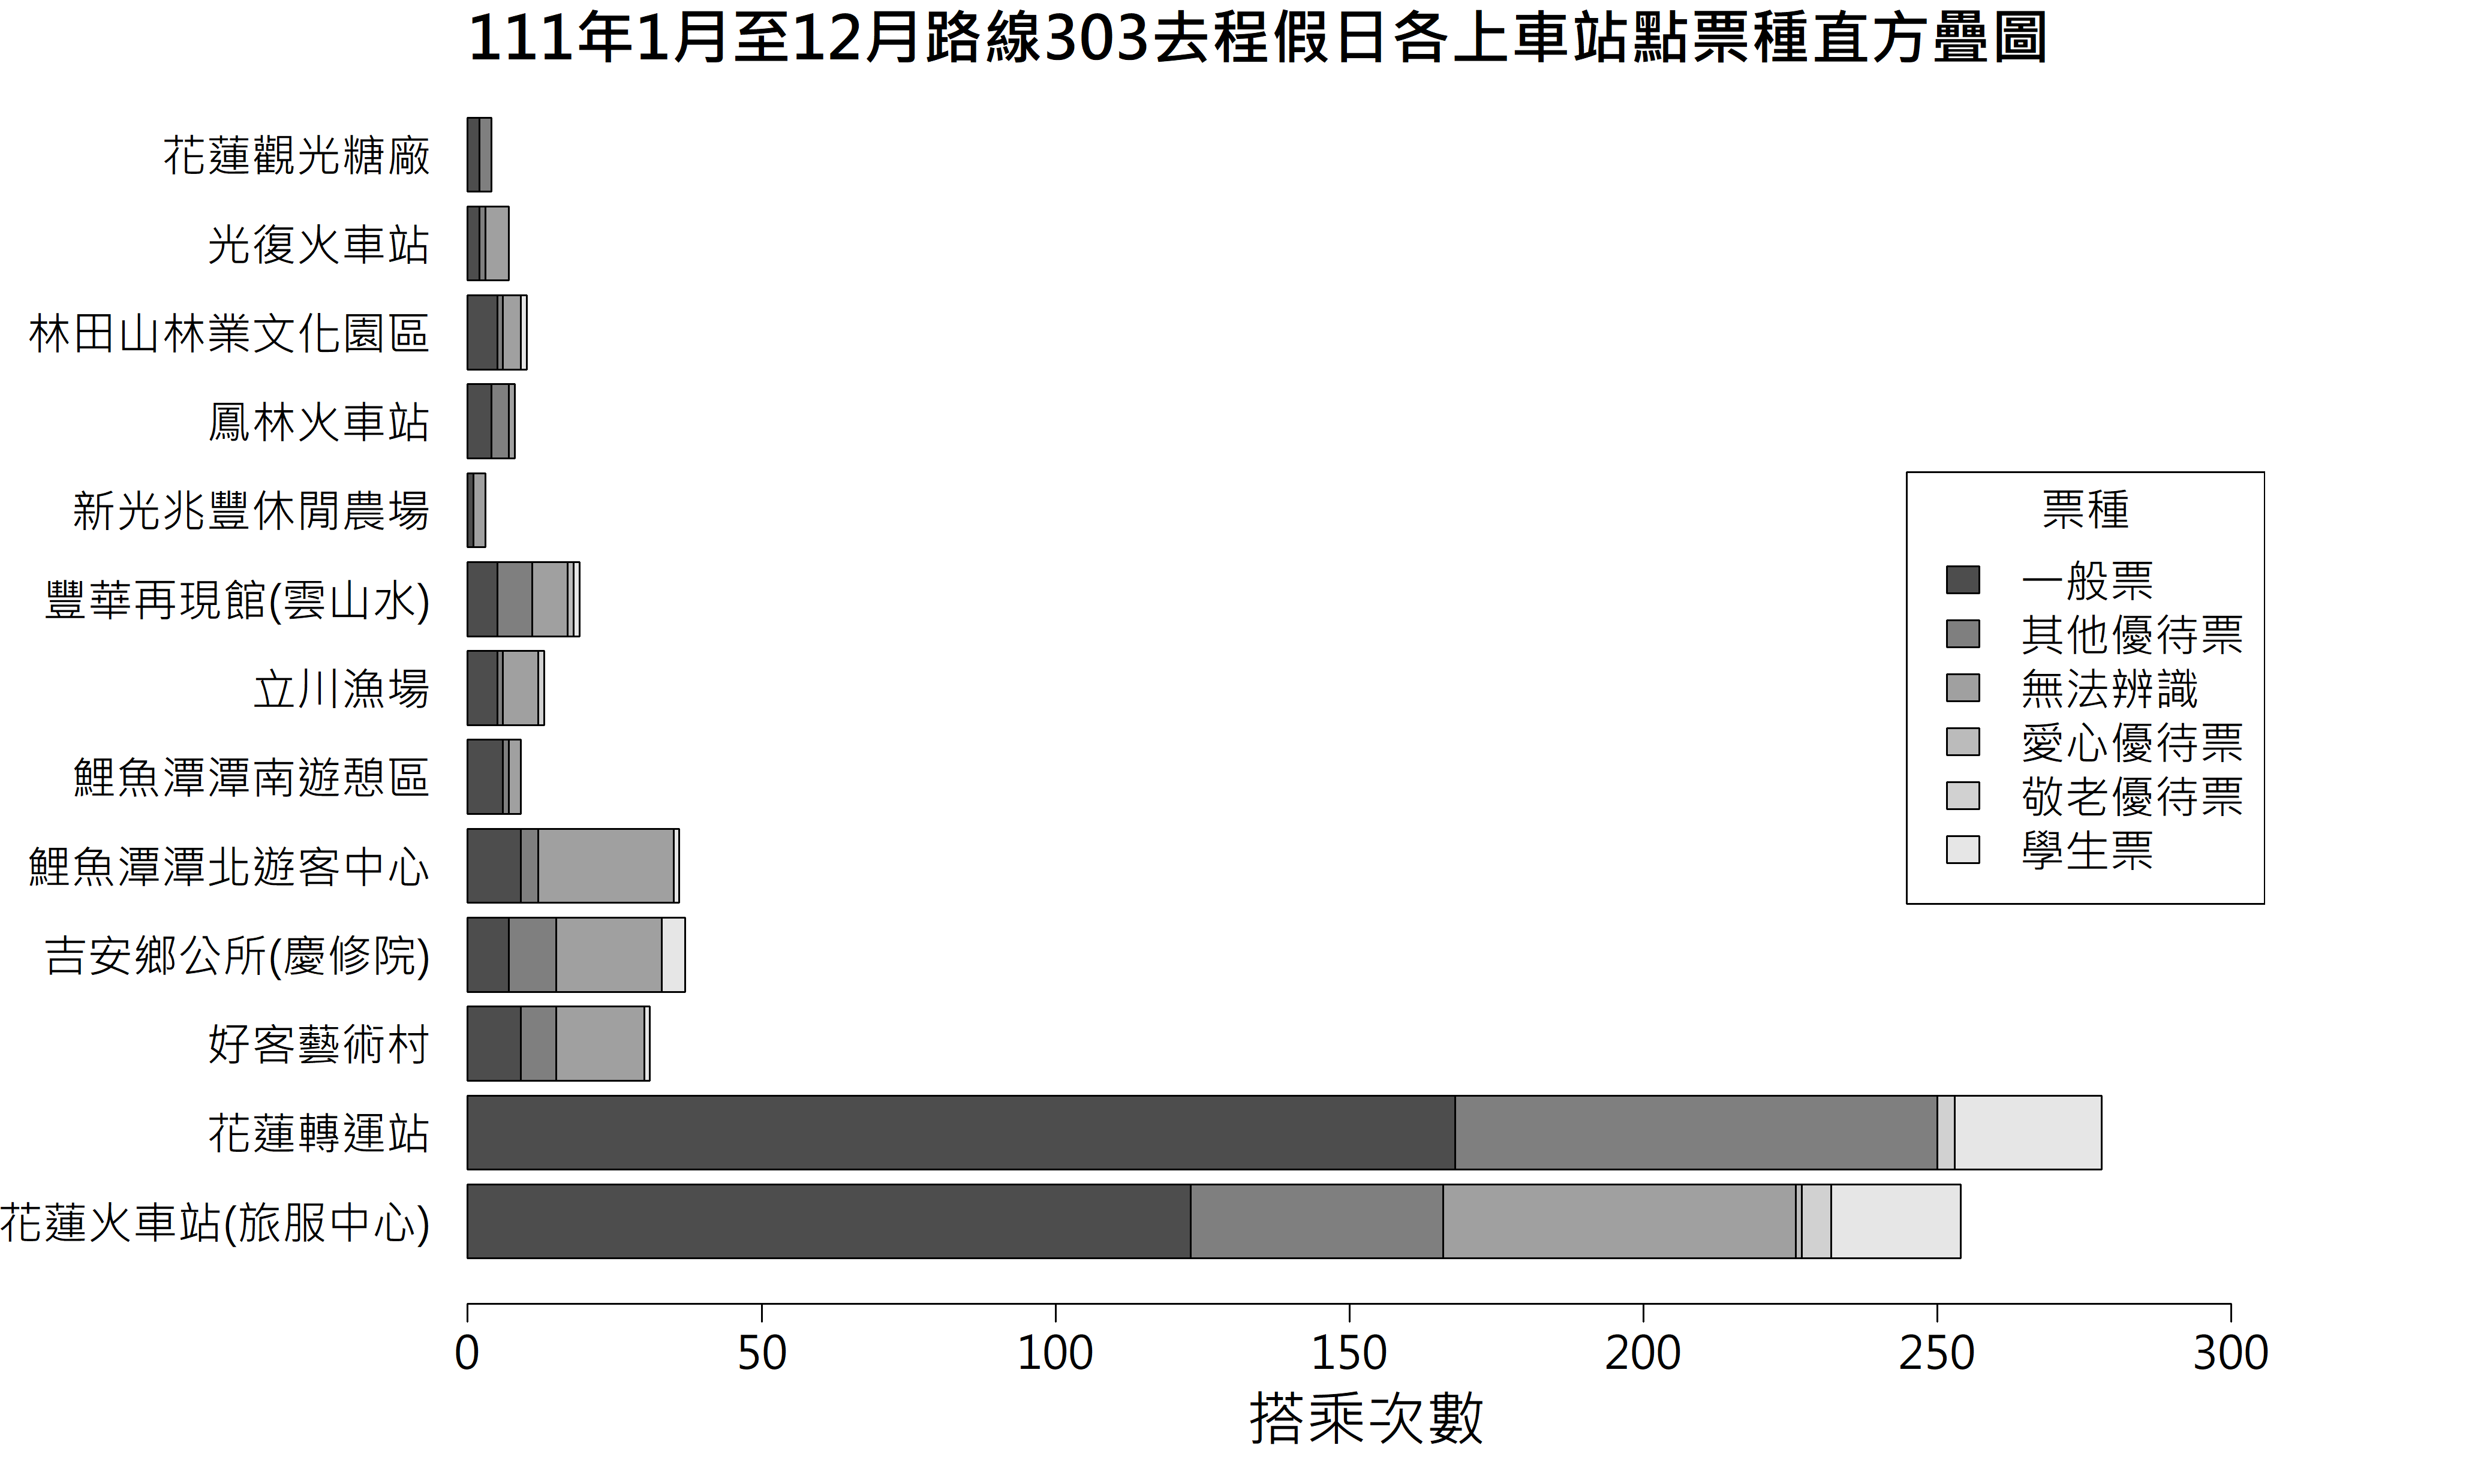 111年1月至12月路線303去程假日各上車站點票種直方疊圖
花蓮觀光糖廠
光復火車站
林田山林業文化園區
鳳林火車站
新光兆豐休閒農場
豐華再現館(雲山水)
立川漁場
鯉魚潭潭南遊憩區
鯉魚潭潭北遊客中心
吉安鄉公所(慶修院)
好客藝術村
花蓮轉運站
花蓮火車站(旅服中心)
票種
一般票
其他優待票
無法辨識
愛心優待票
敬老優待票
學生票
0 50 100 150 200 250 300
搭乘次數